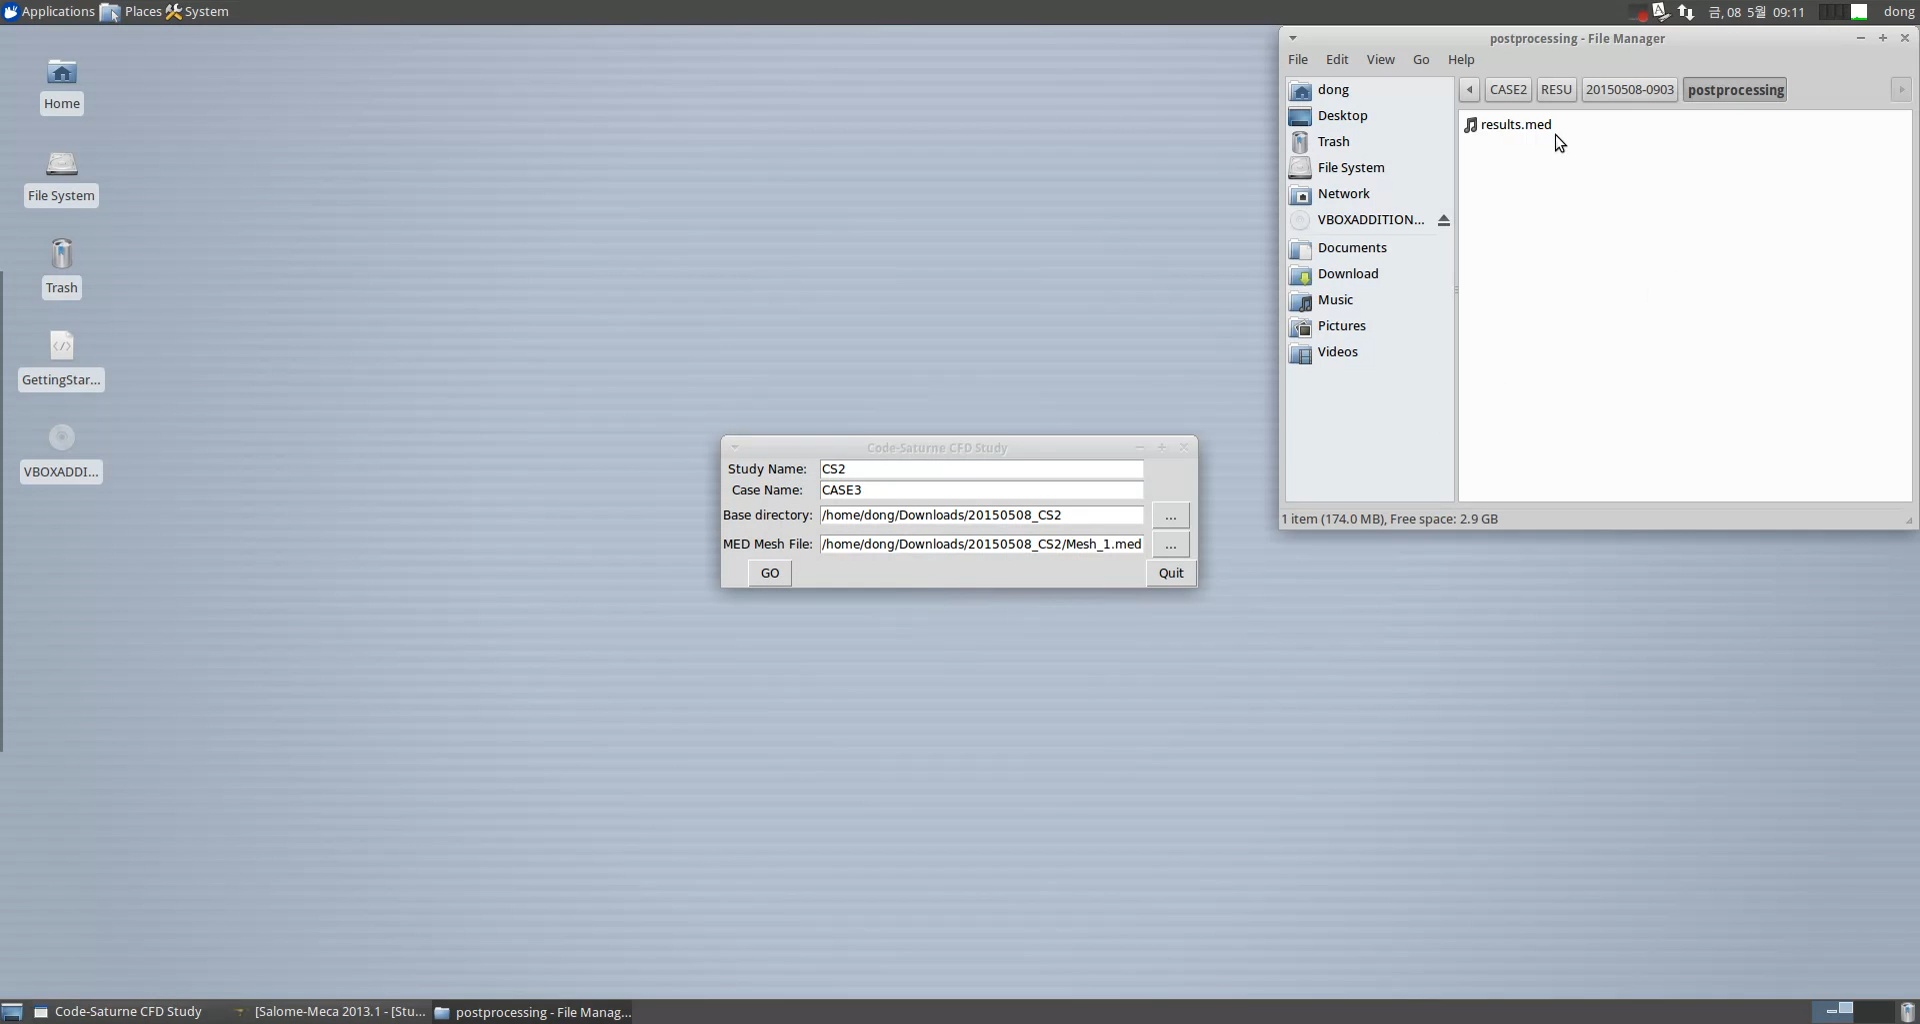 Applications Places System
금, 08 5월 09:11 dong
Home
File System
Trash
GettingStar...
VBOXADDI...
postprocessing - File Manager
File Edit View Go Help
dong
Desktop
Trash
File System
Network
VBOXADDITION...
Documents
Download
Music
Pictures
Videos
CASE2 RESU 20150508-0903 postprocessing
results.med
1 item (174.0 MB), Free space: 2.9 GB
Code-Saturne CFD Study
Study Name: CS2
Case Name: CASE3
Base directory: /home/dong/Downloads/20150508_CS2 ...
MED Mesh File: /home/dong/Downloads/20150508_CS2/Mesh_1.med ...
GO Quit
Code-Saturne CFD Study [Salome-Meca 2013.1 - [Stu... postprocessing - File Manag...